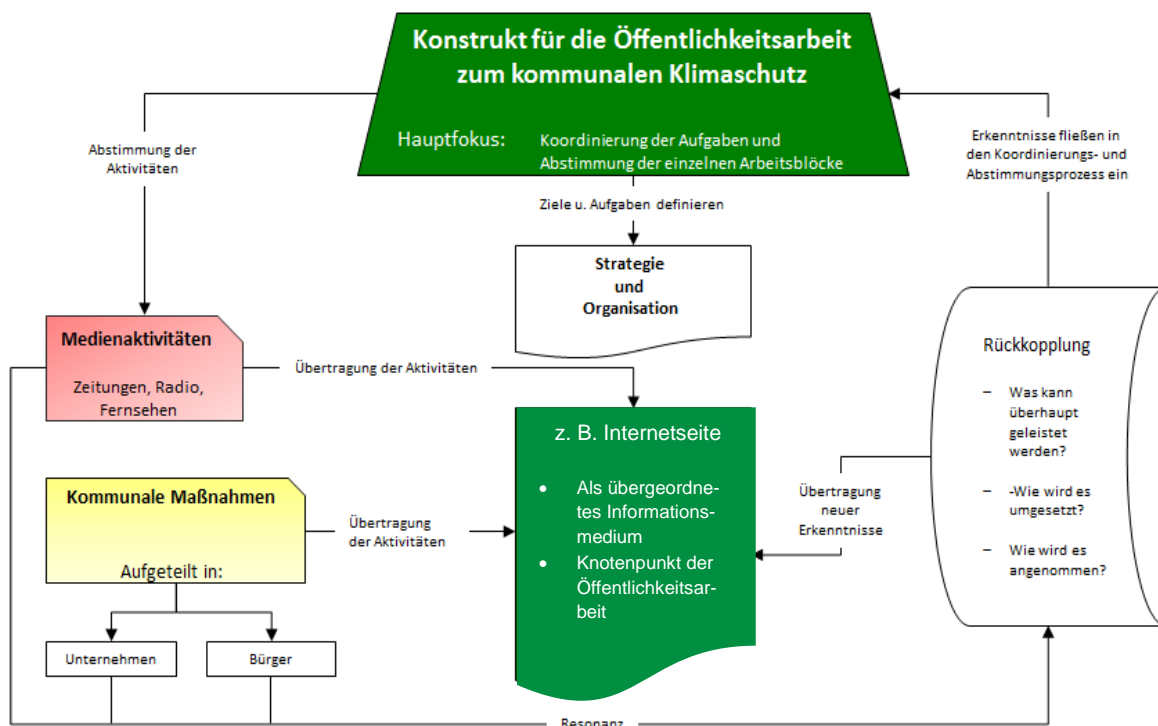 Konstrukt für die Öffentlichkeitsarbeit
zum kommunalen Klimaschutz
Hauptfokus: Koordinierung der Aufgaben und
Abstimmung der einzelnen Arbeitsblöcke
Abstimmung der
Aktivitäten
Erkenntnisse fließen in
den Koordinierungs- und
Abstimmungsprozess ein
Ziele u. Aufgaben definieren
Strategie
und
Organisation
Medienaktivitäten
Zeitungen, Radio,
Fernsehen
Übertragung der Aktivitäten
Rückkopplung
– Was kann
überhaupt
geleistet
werden?
– -Wie wird es
umgesetzt?
– Wie wird es
angenommen?
z. B. Internetseite
• Als übergeordne-
tes Informations-
medium
• Knotenpunkt der
Öffentlichkeitsar-
beit
Übertragung
neuer
Erkenntnisse
Kommunale Maßnahmen
Aufgeteilt in:
Übertragung
der Aktivitäten
Unternehmen
Bürger
Resonanz